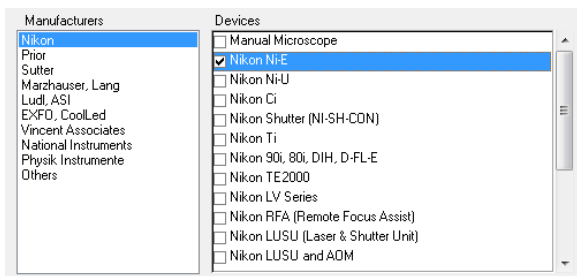 Manufacturers
Nikon
Prior
Sutter
Marzhauser, Lang
Ludl, ASI
EXFO, CoolLed
Vincent Associates
National Instruments
Physik Instrumente
Others
Devices
Manual Microscope
Nikon Ni-E
Nikon Ni-U
Nikon Ci
Nikon Shutter (NI-SH-CON)
Nikon Ti
Nikon 90i, 80i, DIH, D-FL-E
Nikon TE2000
Nikon LV Series
Nikon RFA (Remote Focus Assist)
Nikon LUSU (Laser & Shutter Unit)
Nikon LUSU and AOM